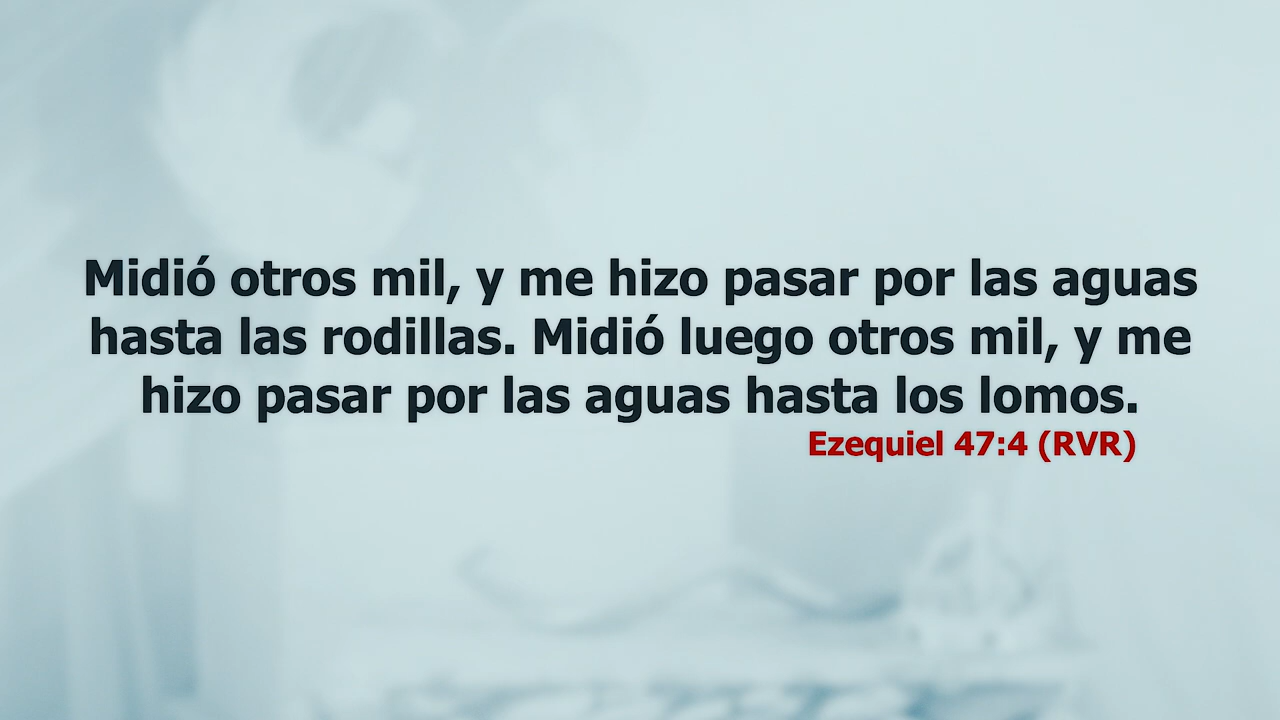 Midió otros mil, y me hizo pasar por las aguas
hasta las rodillas. Midió luego otros mil, y me
hizo pasar por las aguas hasta los lomos.
Ezequiel 47:4 (RVR)